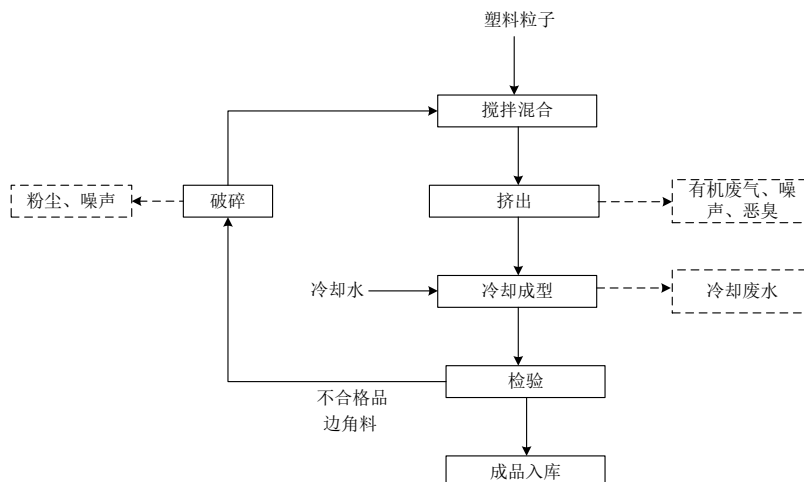 塑料粒子
搅拌混合
粉尘、噪声
破碎
挤出
有机废气、噪
声、恶臭
冷却水
冷却成型
冷却废水
检验
不合格品
边角料
成品入库